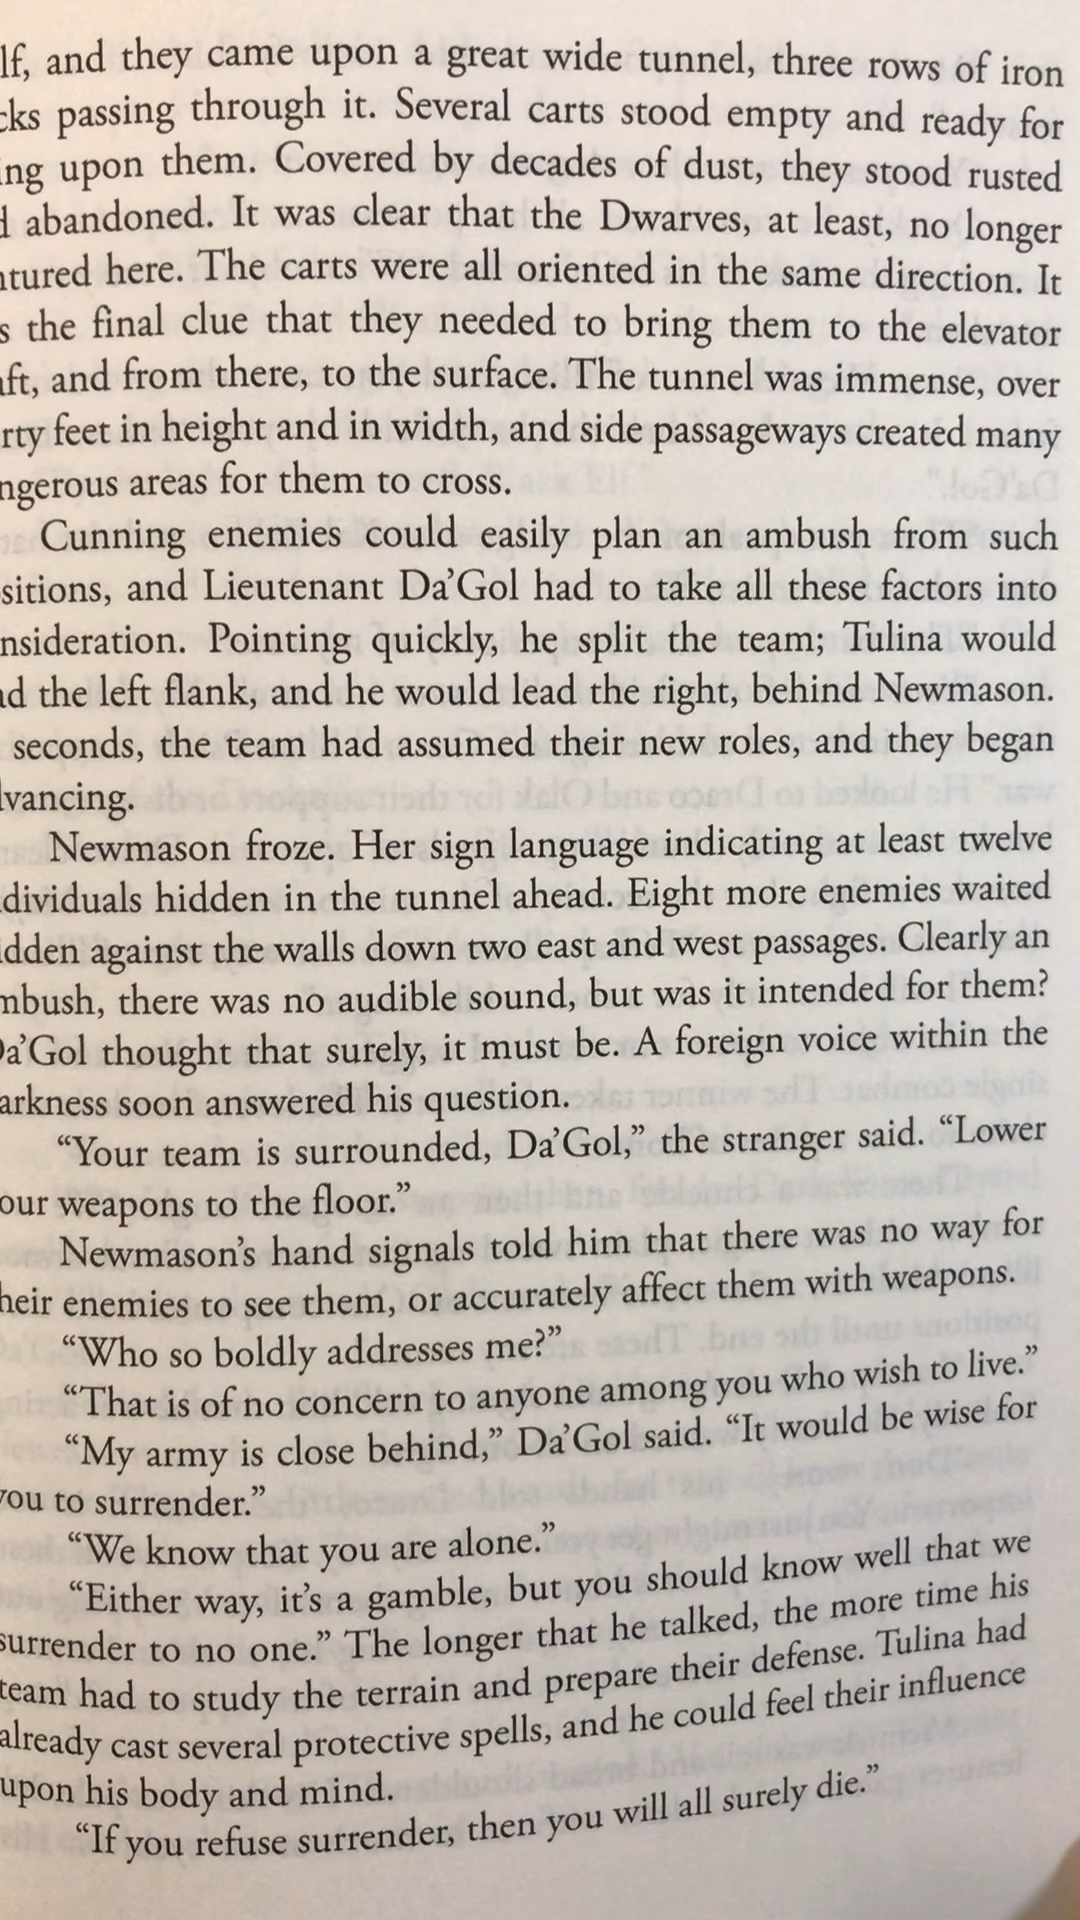 lf, and they came upon a great wide tunnel, three rows of iron
cks passing through it. Several carts stood empty and ready for
ing upon them. Covered by decades of dust, they stood rusted
d abandoned. It was clear that the Dwarves, at least, no longer
ntured here. The carts were all oriented in the same direction. It
s the final clue that they needed to bring them to the elevator
aft, and from there, to the surface. The tunnel was immense, over
rty feet in height and in width, and side passageways created many
ngerous areas for them to cross.
Cunning enemies could easily plan an ambush from such
sitions, and Lieutenant Da’Gol had to take all these factors into
nsideration. Pointing quickly, he split the team; Tulina would
ad the left flank, and he would lead the right, behind Newmason.
seconds, the team had assumed their new roles, and they began
lvancing.
Newmason froze. Her sign language indicating at least twelve
dividuals hidden in the tunnel ahead. Eight more enemies waited
idden against the walls down two east and west passages. Clearly an
mbush, there was no audible sound, but was it intended for them?
Da’Gol thought that surely, it must be. A foreign voice within the
arkness soon answered his question.
“Your team is surrounded, Da’Gol,” the stranger said. “Lower
our weapons to the floor.”
Newmason’s hand signals told him that there was no way for
heir enemies to see them, or accurately affect them with weapons.
“Who so boldly addresses me?”
“That is of no concern to anyone among you who wish to live.”
“My army is close behind,” Da’Gol said. “It would be wise for
you to surrender.”
“We know that you are alone.”
“Either way, it’s a gamble, but you should know well that we
surrender to no one.” The longer that he talked, the more time his
team had to study the terrain and prepare their defense. Tulina had
already cast several protective spells, and he could feel their influence
upon his body and mind.
“If you refuse surrender, then you will all surely die.”